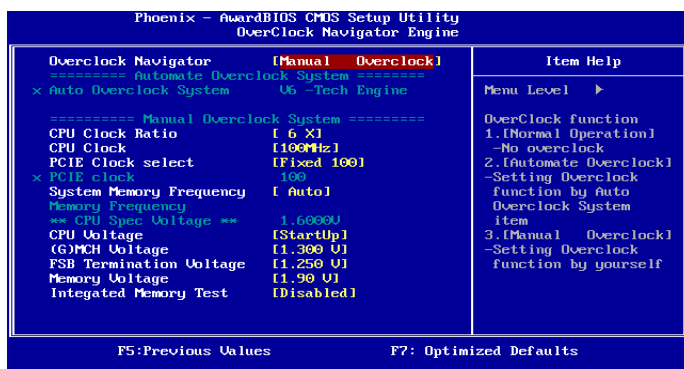 Phoenix - AwardBIOS CMOS Setup Utility
OverClock Navigator Engine
Overclock Navigator [Manual Overclock]
========= Automate Overclock System ========
x Auto Overclock System V6 -Tech Engine
========== Manual Overclock System =========
CPU Clock Ratio [ 6 X]
CPU Clock [100MHz]
PCIE Clock select [Fixed 100]
x PCIE clock 100
System Memory Frequency [ Auto]
Memory Frequency
** CPU Spec Voltage ** 1.6000V
CPU Voltage [StartUp]
(G)MCH Voltage [1.300 V]
FSB Termination Voltage [1.250 V]
Memory Voltage [1.90 V]
Integated Memory Test [Disabled]
Item Help
Menu Level ▶
OverClock function
1.[Normal Operation]
-No overclock
2.[Automate Overclock]
-Setting Overclock
function by Auto
Overclock System
item
3.[Manual Overclock]
-Setting Overclock
function by yourself
F5:Previous Values F7: Optimized Defaults